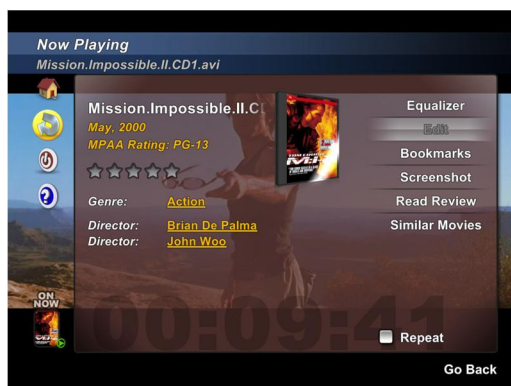 Now Playing
Mission.Impossible.II.CD1.avi
Mission.Impossible.II.C
May, 2000
MPAA Rating: PG-13
Genre: Action
Director: Brian De Palma
Director: John Woo
Equalizer
Edit
Bookmarks
Screenshot
Read Review
Similar Movies
ON
NOW
00:09:41
Repeat
Go Back